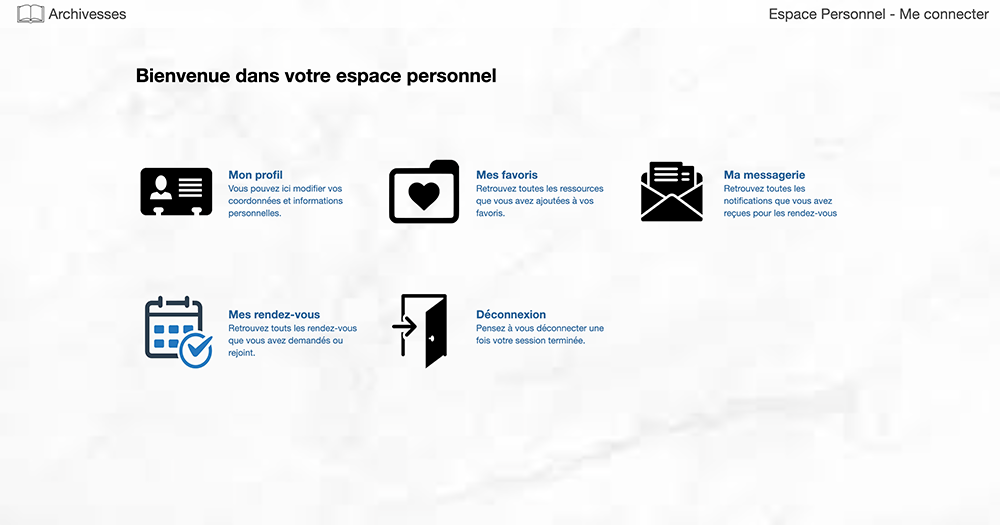 Archivesses
Espace Personnel - Me connecter
Bienvenue dans votre espace personnel
Mon profil
Vous pouvez ici modifier vos
coordonnées et informations
personnelles.
Mes favoris
Retrouvez toutes les ressources
que vous avez ajoutées à vos
favoris.
Ma messagerie
Retrouvez toutes les
notifications que vous avez
reçues pour les rendez-vous
Mes rendez-vous
Retrouvez touts les rendez-vous
que vous avez demandés ou
rejoint.
Déconnexion
Pensez à vous déconnecter une
fois votre session terminée.